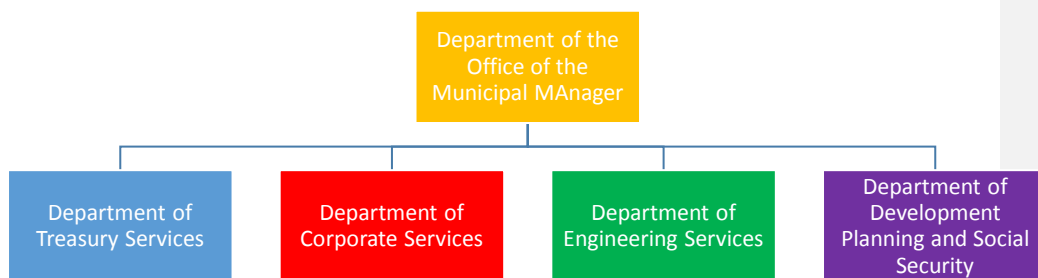 Department of the
Office of the
Municipal MAnager
Department of
Treasury Services
Department of
Corporate Services
Department of
Engineering Services
Department of
Development
Planning and Social
Security